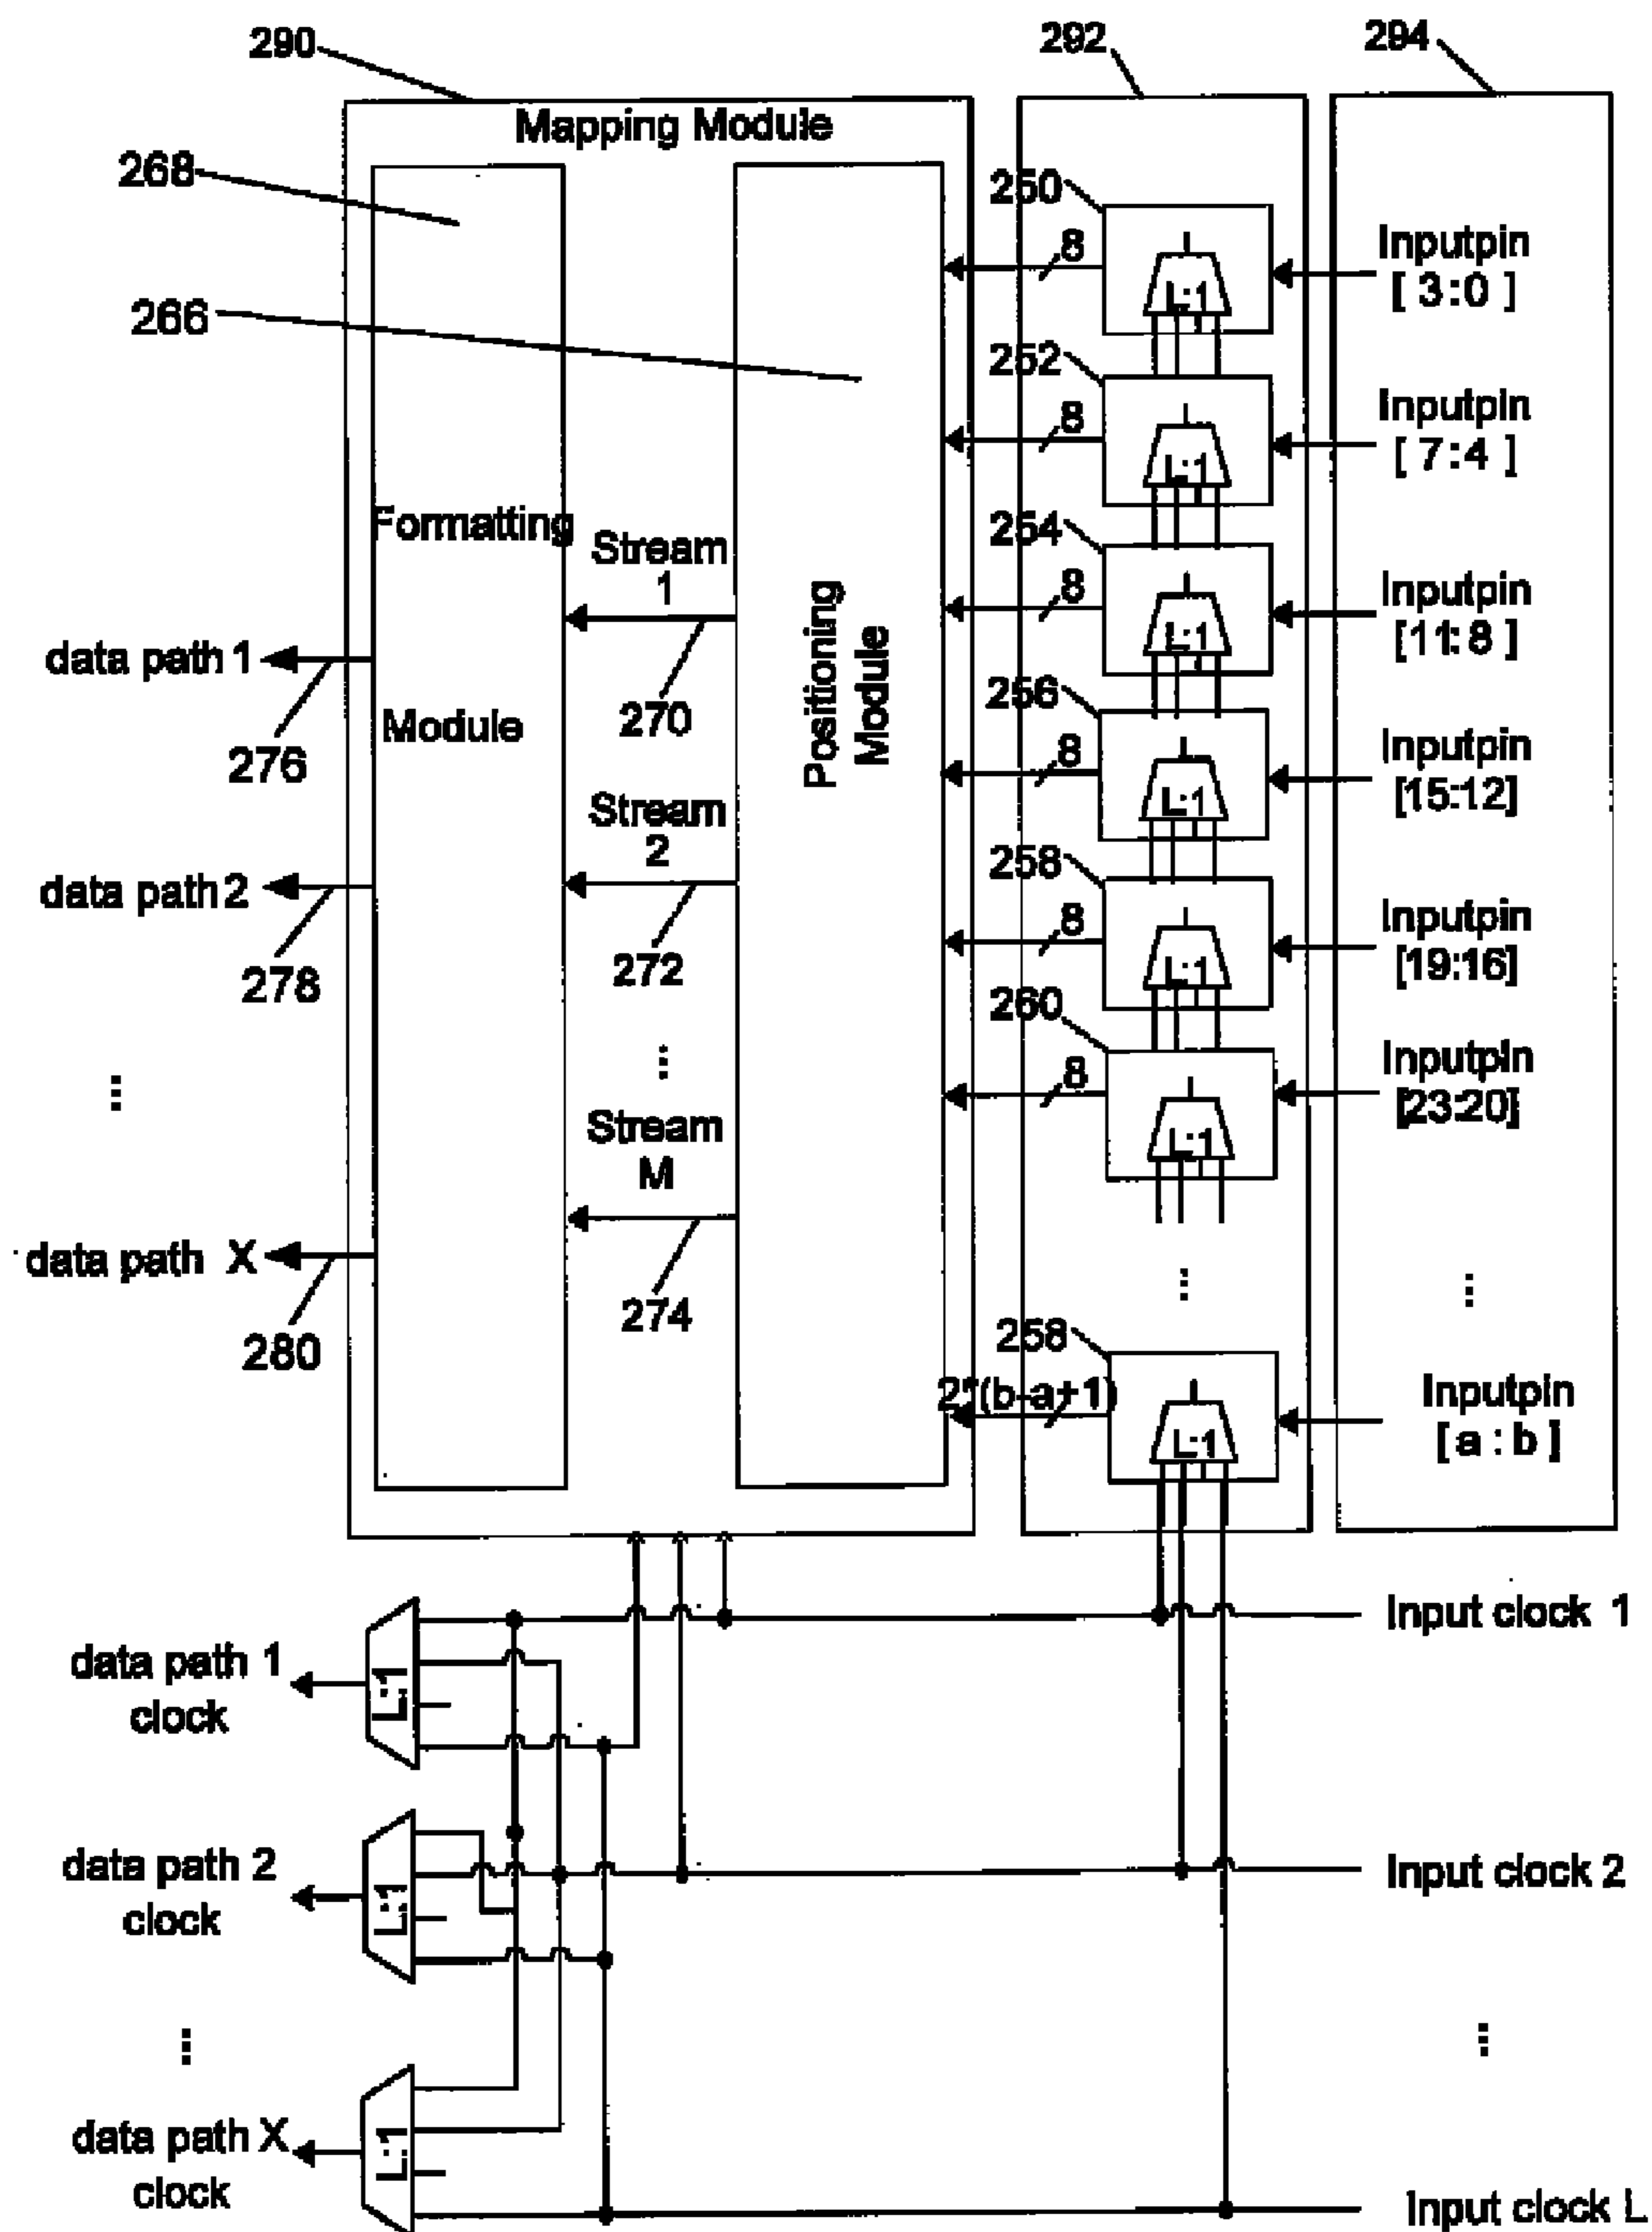 290
292
294
Mapping Module
268
266
250
8
Inputpin
[ 3:0 ]
L:1
252
8
Inputpin
[ 7:4 ]
L:1
254
8
Inputpin
[11:8 ]
L:1
256
8
Inputpin
[15:12]
L:1
258
8
Inputpin
[19:16]
L:1
260
8
Inputpin
[23:20]
L:1
Formatting
Module
Stream
1
270
Stream
2
272
⋮
Stream
M
274
Positioning
Module
data path 1
276
data path 2
278
⋮
data path X
280
⋮
⋮
258
2*(b-a+1)
L:1
Inputpin
[ a : b ]
Input clock 1
data path 1
clock
L:1
Input clock 2
data path 2
clock
L:1
⋮
⋮
data path X
clock
L:1
Input clock L